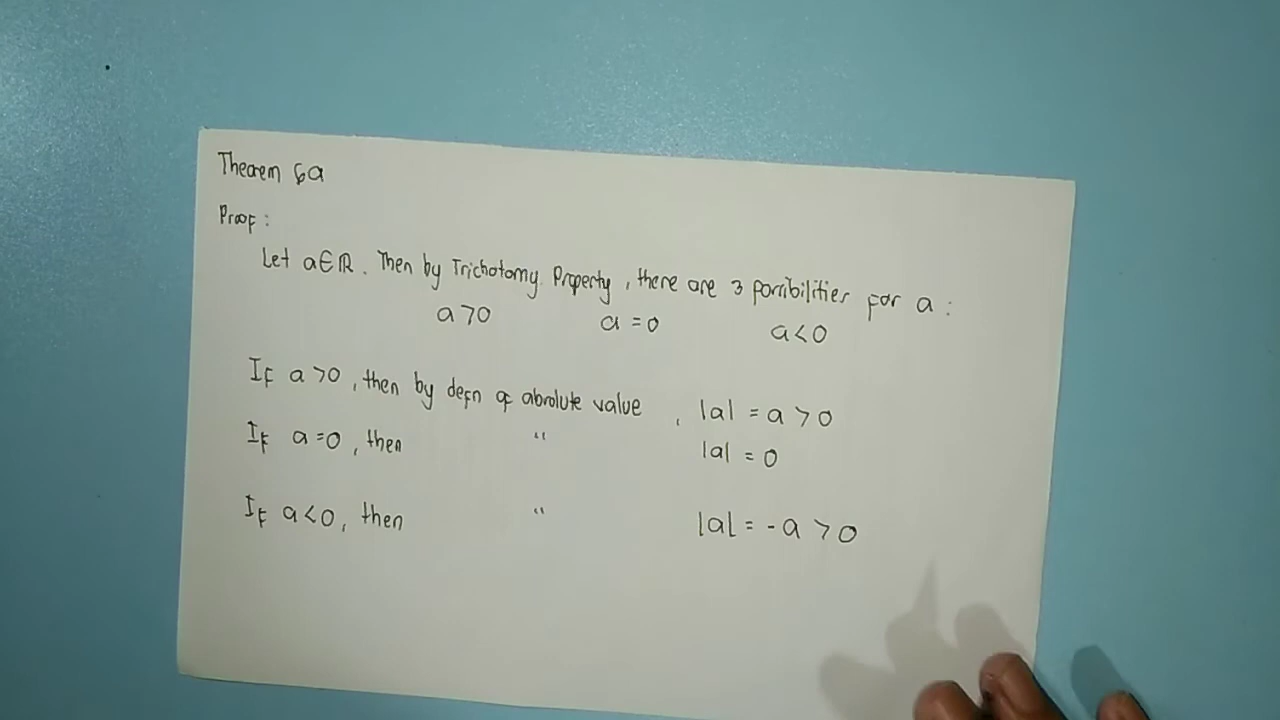 Theorem 6a
Proof:
Let a∈ℝ. Then by Trichotomy Property, there are 3 possibilities for a:
a>0 a=0 a<0
If a>0, then by defn of absolute value, |a| = a > 0
If a=0, then " |a| = 0
If a<0, then " |a| = -a > 0